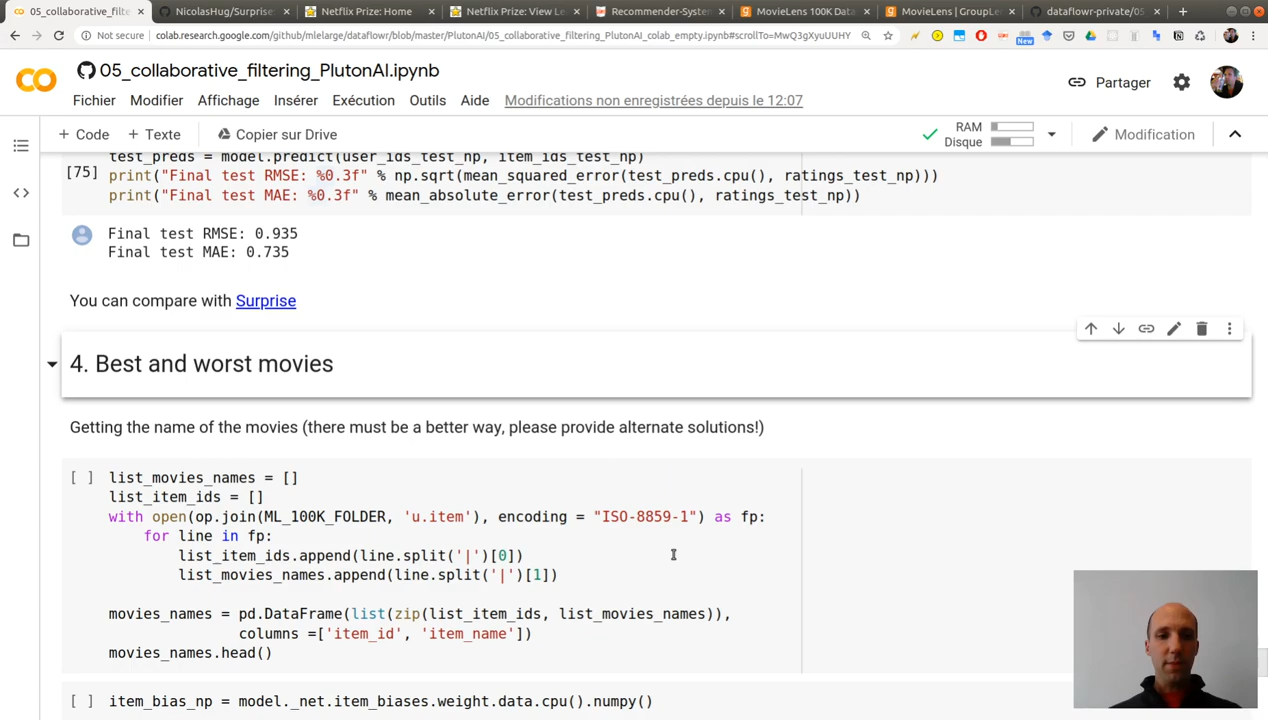 05_collaborative_filte
NicolasHug/Surprise:
Netflix Prize: Home
Netflix Prize: View Le
Recommender-System
MovieLens 100K Data
MovieLens | GroupLe
dataflowr-private/05
Not secure | colab.research.google.com/github/mlelarge/dataflowr/blob/master/PlutonAI/05_collaborative_filtering_PlutonAI_colab_empty.ipynb#scrollTo=MwQ3gXyuUUHY
New
05_collaborative_filtering_PlutonAI.ipynb
Partager
Fichier Modifier Affichage Insérer Exécution Outils Aide Modifications non enregistrées depuis le 12:07
+ Code + Texte Copier sur Drive
RAM
Disque
Modification
test_preds = model.predict(user_ids_test_np, item_ids_test_np)
[75] print("Final test RMSE: %0.3f" % np.sqrt(mean_squared_error(test_preds.cpu(), ratings_test_np)))
print("Final test MAE: %0.3f" % mean_absolute_error(test_preds.cpu(), ratings_test_np))
Final test RMSE: 0.935
Final test MAE: 0.735
You can compare with Surprise
4. Best and worst movies
Getting the name of the movies (there must be a better way, please provide alternate solutions!)
[ ] list_movies_names = []
list_item_ids = []
with open(op.join(ML_100K_FOLDER, 'u.item'), encoding = "ISO-8859-1") as fp:
for line in fp:
list_item_ids.append(line.split('|')[0])
list_movies_names.append(line.split('|')[1])
movies_names = pd.DataFrame(list(zip(list_item_ids, list_movies_names)),
columns =['item_id', 'item_name'])
movies_names.head()
[ ] item_bias_np = model._net.item_biases.weight.data.cpu().numpy()